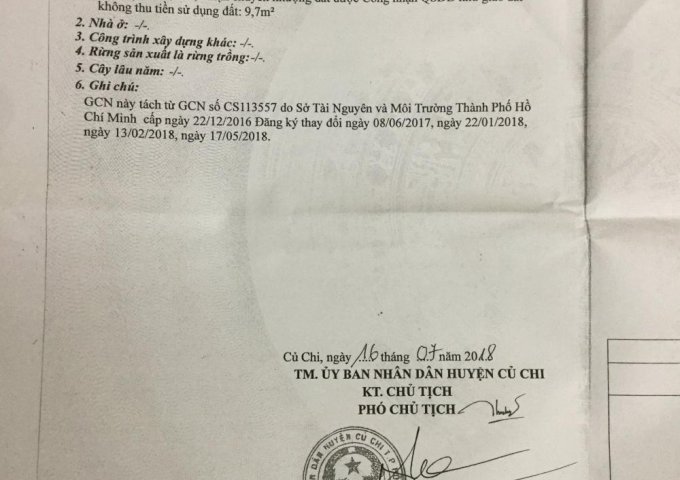 không thu tiền sử dụng đất: 9,7m²
2. Nhà ở: -/-.
3. Công trình xây dựng khác: -/-.
4. Rừng sản xuất là rừng trồng:-/-.
5. Cây lâu năm: -/-.
6. Ghi chú:
GCN này tách từ GCN số CS113557 do Sở Tài Nguyên và Môi Trường Thành Phố Hồ
Chí Minh cấp ngày 22/12/2016 Đăng ký thay đổi ngày 08/06/2017, ngày 22/01/2018,
ngày 13/02/2018, ngày 17/05/2018.
Củ Chi, ngày 16 tháng 07 năm 2018
TM. ỦY BAN NHÂN DÂN HUYỆN CỦ CHI
KT. CHỦ TỊCH
PHÓ CHỦ TỊCH
DÂN HUYỆN CỦ CHI T.P